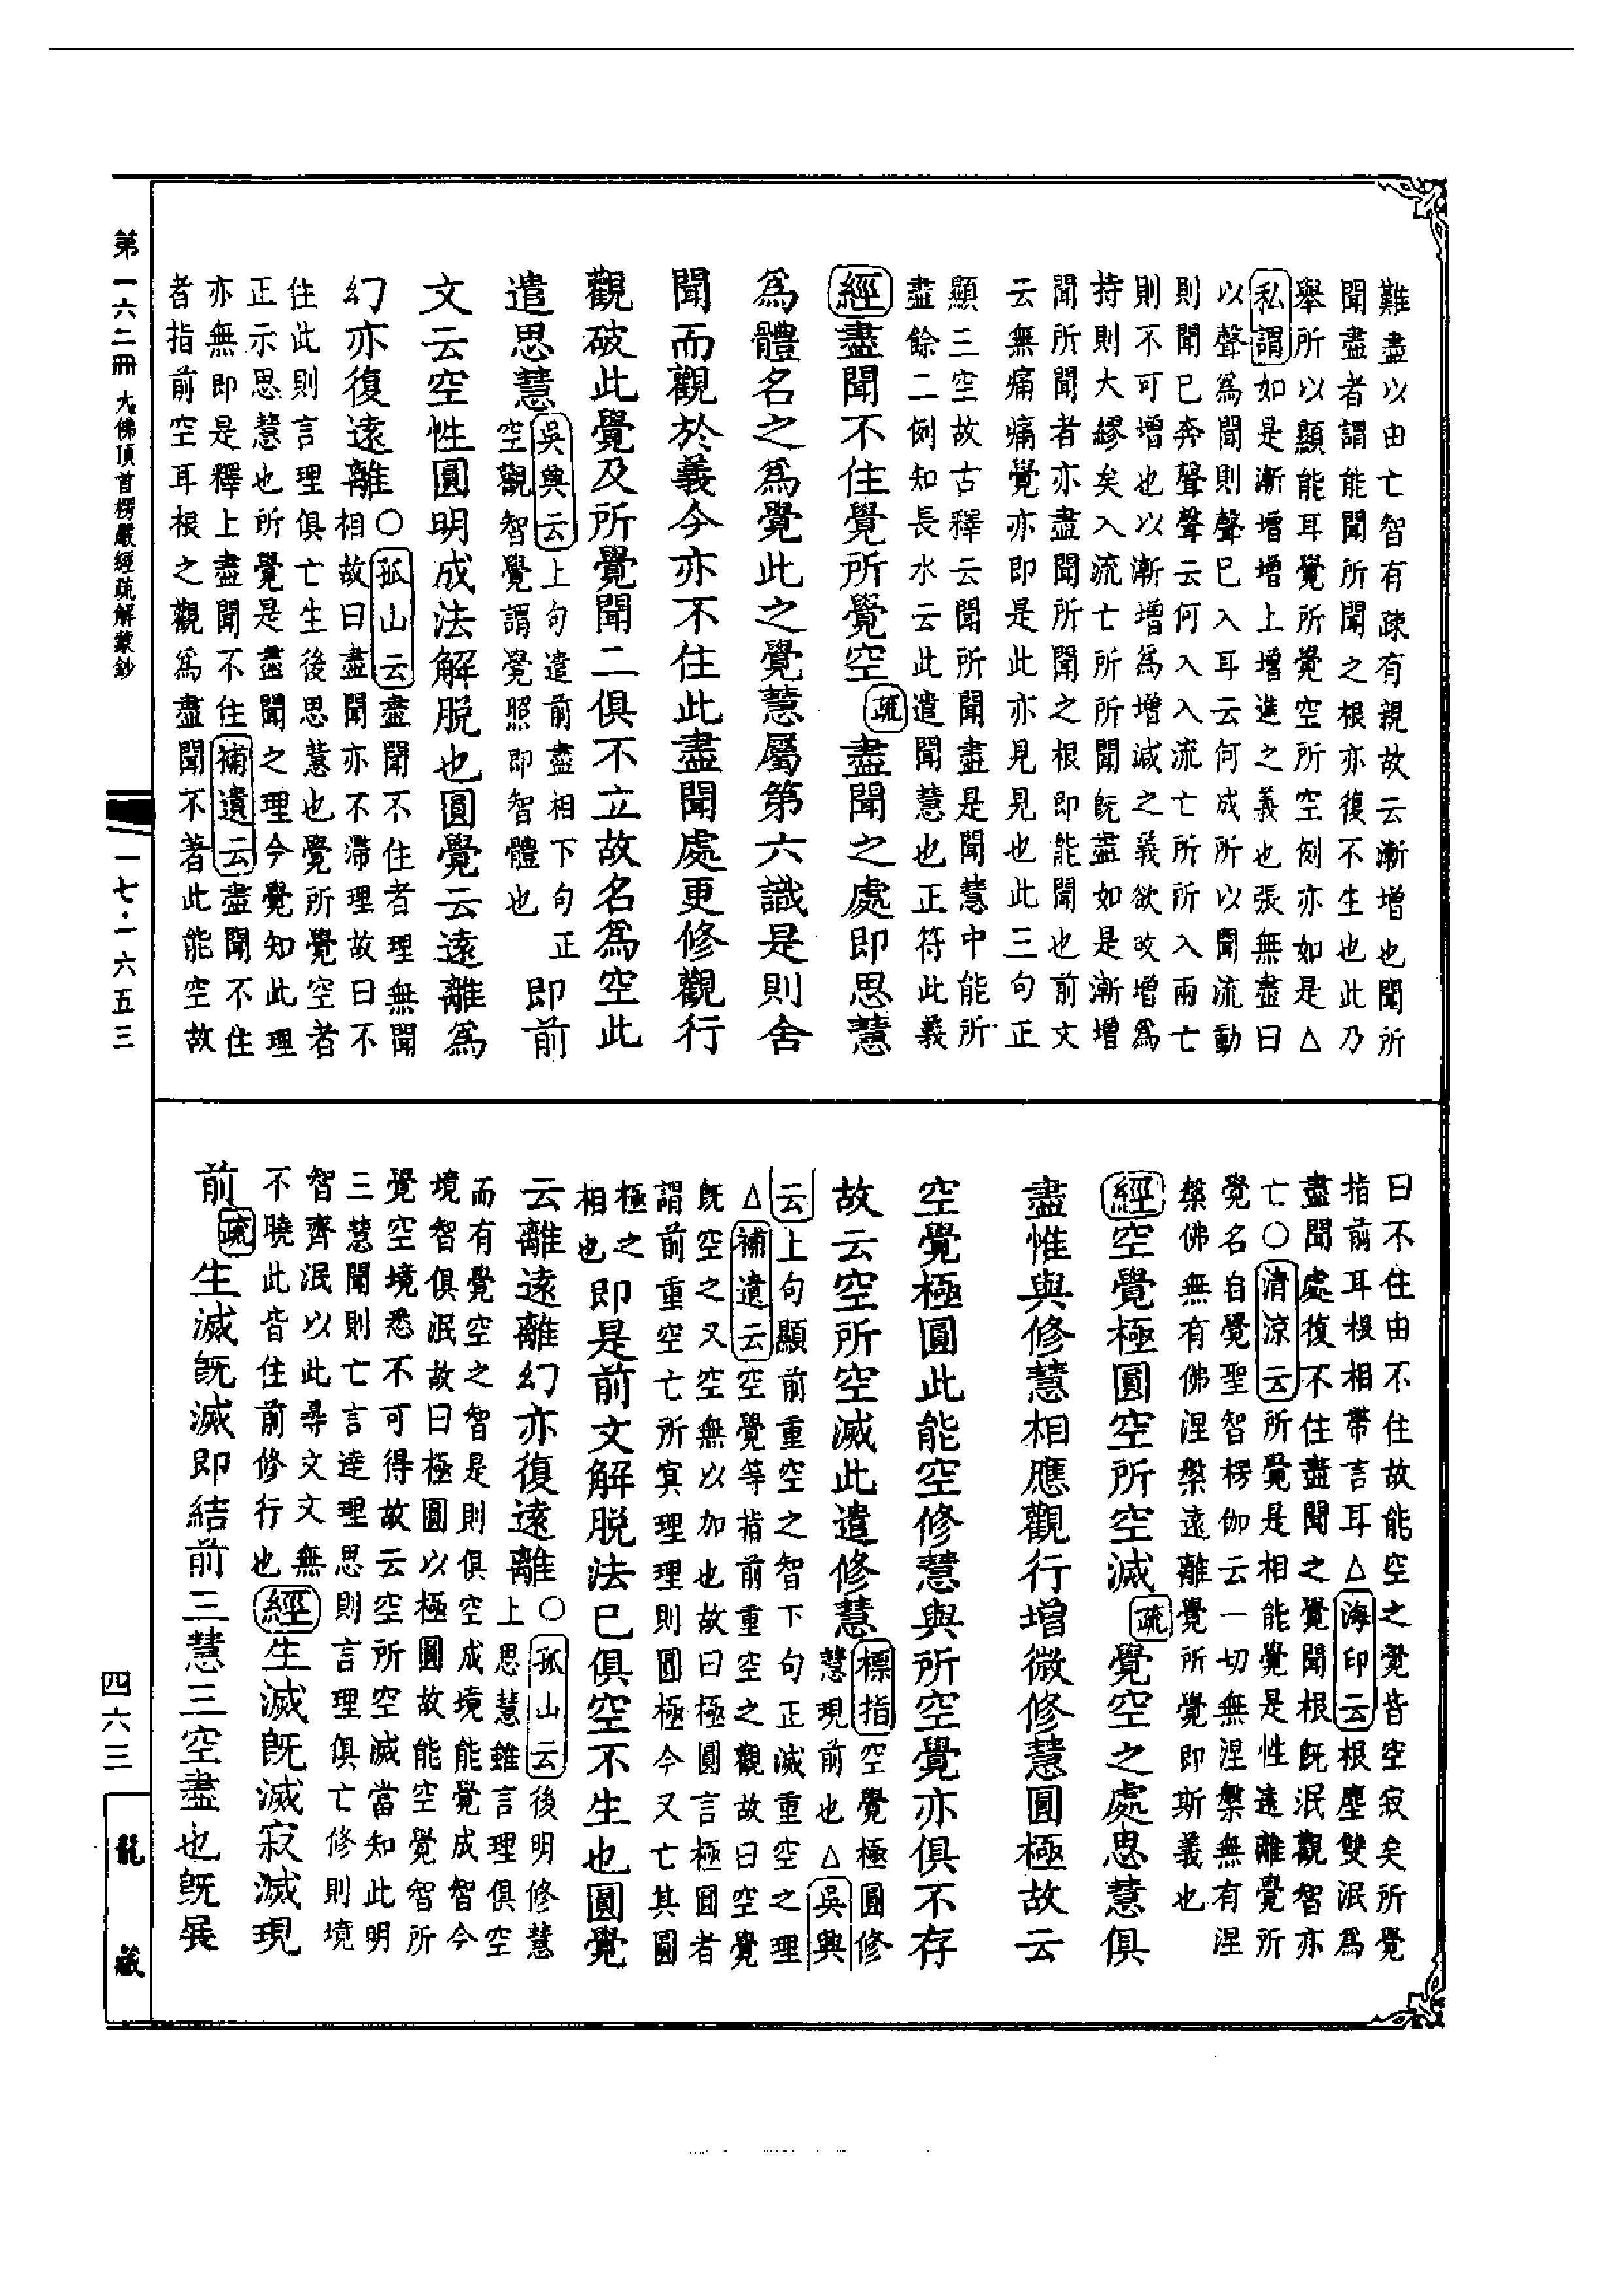 難盡以由亡智有疎有親故云漸增也聞所
聞盡者謂能聞所聞之根亦復不生也此乃
舉所以顯能耳覺所覺空所空例亦如是△
私謂如是漸增增上增進之義也張無盡曰
以聲為聞則聲已入耳云何成所以聞流動
則聞已奔聲聲云何入入流亡所所入兩亡
則不可增也以漸增為增減之義欲攺增為
持則大繆矣入流亡所所聞既盡如是漸增
聞所聞者亦盡聞所聞之根即能聞也前文
云無痛痛覺亦即是此亦見見也此三句正
顯三空故古釋云聞所聞盡是聞慧中能所
盡餘二例知長水云此遣聞慧也正符此義
經盡聞不住覺所覺空疏盡聞之處即思慧
為體名之為覺此之覺慧屬第六識是則舍
聞而觀於義今亦不住此盡聞處更修觀行
觀破此覺及所覺聞二俱不立故名為空此
遣思慧吳興云上句遣前盡相下句正
空觀智覺謂覺照即智體也即前
文云空性圓明成法解脫也圓覺云遠離為
幻亦復遠離○孤山云盡聞不住者理無聞
相故曰盡聞亦不滯理故曰不
住此則言理俱亡生後思慧也覺所覺空者
正示思慧也所覺是盡聞之理今覺知此理
亦無即是釋上盡聞不住補遺云盡聞不住
者指前空耳根之觀為盡聞不著此能空故
曰不住由不住故能空之覺皆空寂矣所覺
指前耳根相帶言耳△海印云根塵雙泯為
盡聞處復不住盡聞之覺聞根既泯觀智亦
亡○清涼云所覺是相能覺是性遠離覺所
覺名自覺聖智楞伽云一切無涅槃無有涅
槃佛無有佛涅槃遠離覺所覺即斯義也
經空覺極圓空所空滅疏覺空之處思慧俱
盡惟與修慧相應觀行增微修慧圓極故云
空覺極圓此能空修慧與所空覺亦俱不存
故云空所空滅此遣修慧標指空覺極圓修
慧現前也△吳興
云上句顯前重空之智下句正滅重空之理
△補遺云空覺等指前重空之觀故曰空覺
既空之又空無以加也故曰極圓言極圓者
謂前重空亡所寘理理則圓極今又亡其圓
極之
相也即是前文解脫法已俱空不生也圓覺
云離遠離幻亦復遠離○孤山云後明修慧
上思慧雖言理俱空
而有覺空之智是則俱空成境能覺成智今
境智俱泯故曰極圓以極圓故能空覺智所
覺空境悉不可得故云空所空滅當知此明
三慧聞則亡言達理思則言理俱亡修則境
智齊泯以此尋文文無
不曉此皆住前修行也經生滅既滅寂滅現
前疏生滅既滅即結前三慧三空盡也既展
第一六二冊 大佛頂首楞嚴經疏解蒙鈔
一七·一六五三
四六三
龍藏